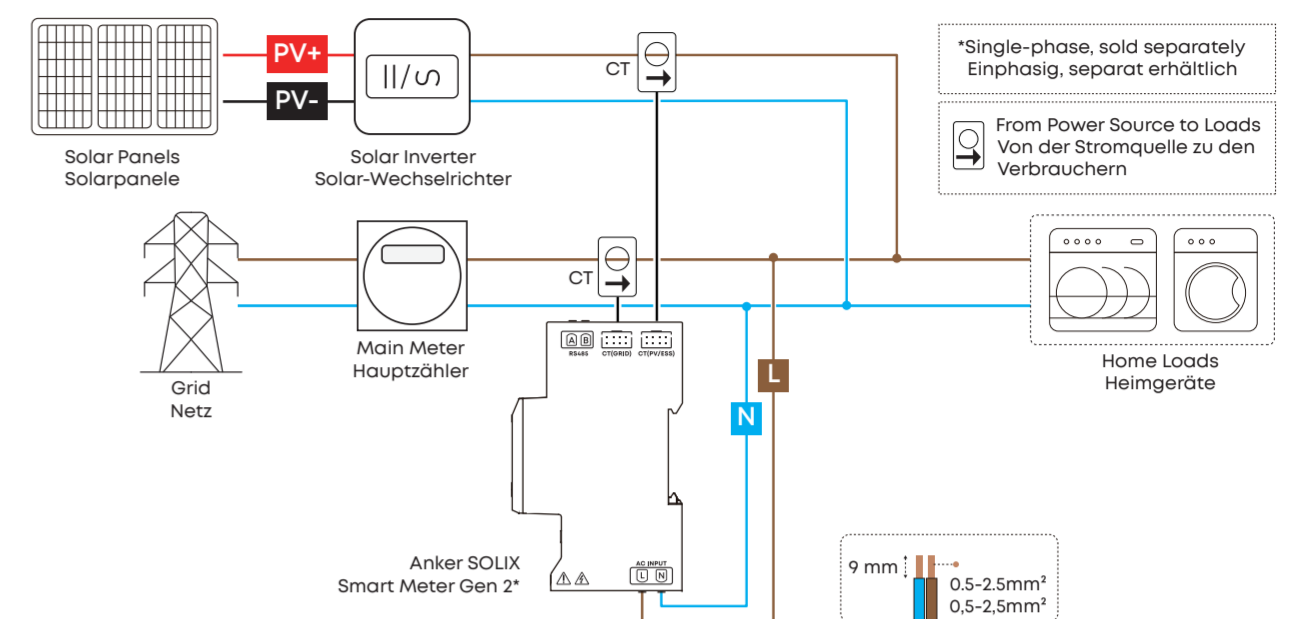 PV+
PV-
||/S
CT
*Single-phase, sold separately
Einphasig, separat erhältlich
From Power Source to Loads
Von der Stromquelle zu den
Verbrauchern
Solar Panels
Solarpanele
Solar Inverter
Solar-Wechselrichter
CT
Main Meter
Hauptzähler
Grid
Netz
Home Loads
Heimgeräte
A B
RS485 CT(GRID) CT(PV/ESS)
L
N
Anker SOLIX
Smart Meter Gen 2*
AC INPUT
L N
9 mm
0.5-2.5mm²
0,5-2,5mm²